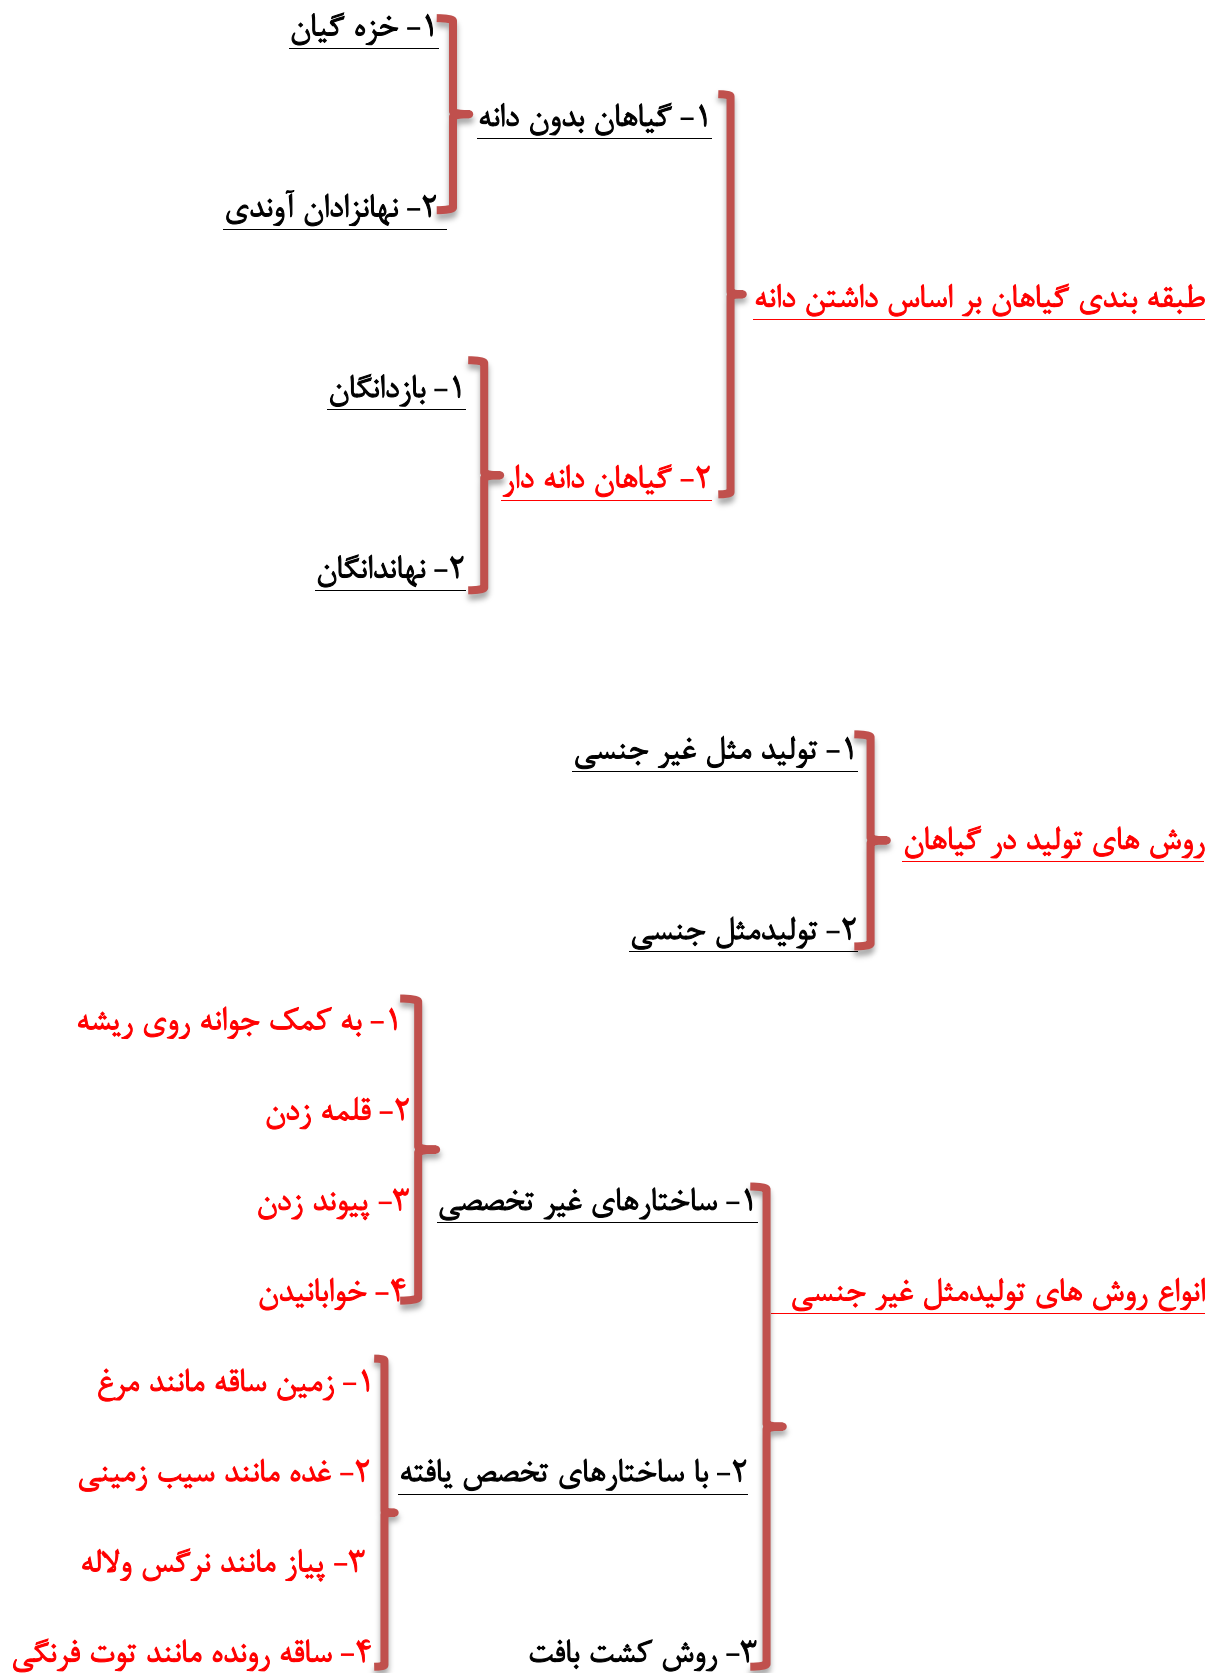 ۱- خزه گیان
۱- گیاهان بدون دانه
۲- نهانزادان آوندی
طبقه بندی گیاهان بر اساس داشتن دانه
۱- بازدانگان
۲- گیاهان دانه دار
۲- نهاندانگان
۱- تولید مثل غیر جنسی
روش های تولید در گیاهان
۲- تولیدمثل جنسی
۱- به کمک جوانه روی ریشه
۲- قلمه زدن
۱- ساختارهای غیر تخصصی
۳- پیوند زدن
انواع روش های تولیدمثل غیر جنسی
۴- خوابانیدن
۱- زمین ساقه مانند مرغ
۲- با ساختارهای تخصص یافته
۲- غده مانند سیب زمینی
۳- پیاز مانند نرگس ولاله
۳- روش کشت بافت
۴- ساقه رونده مانند توت فرنگی